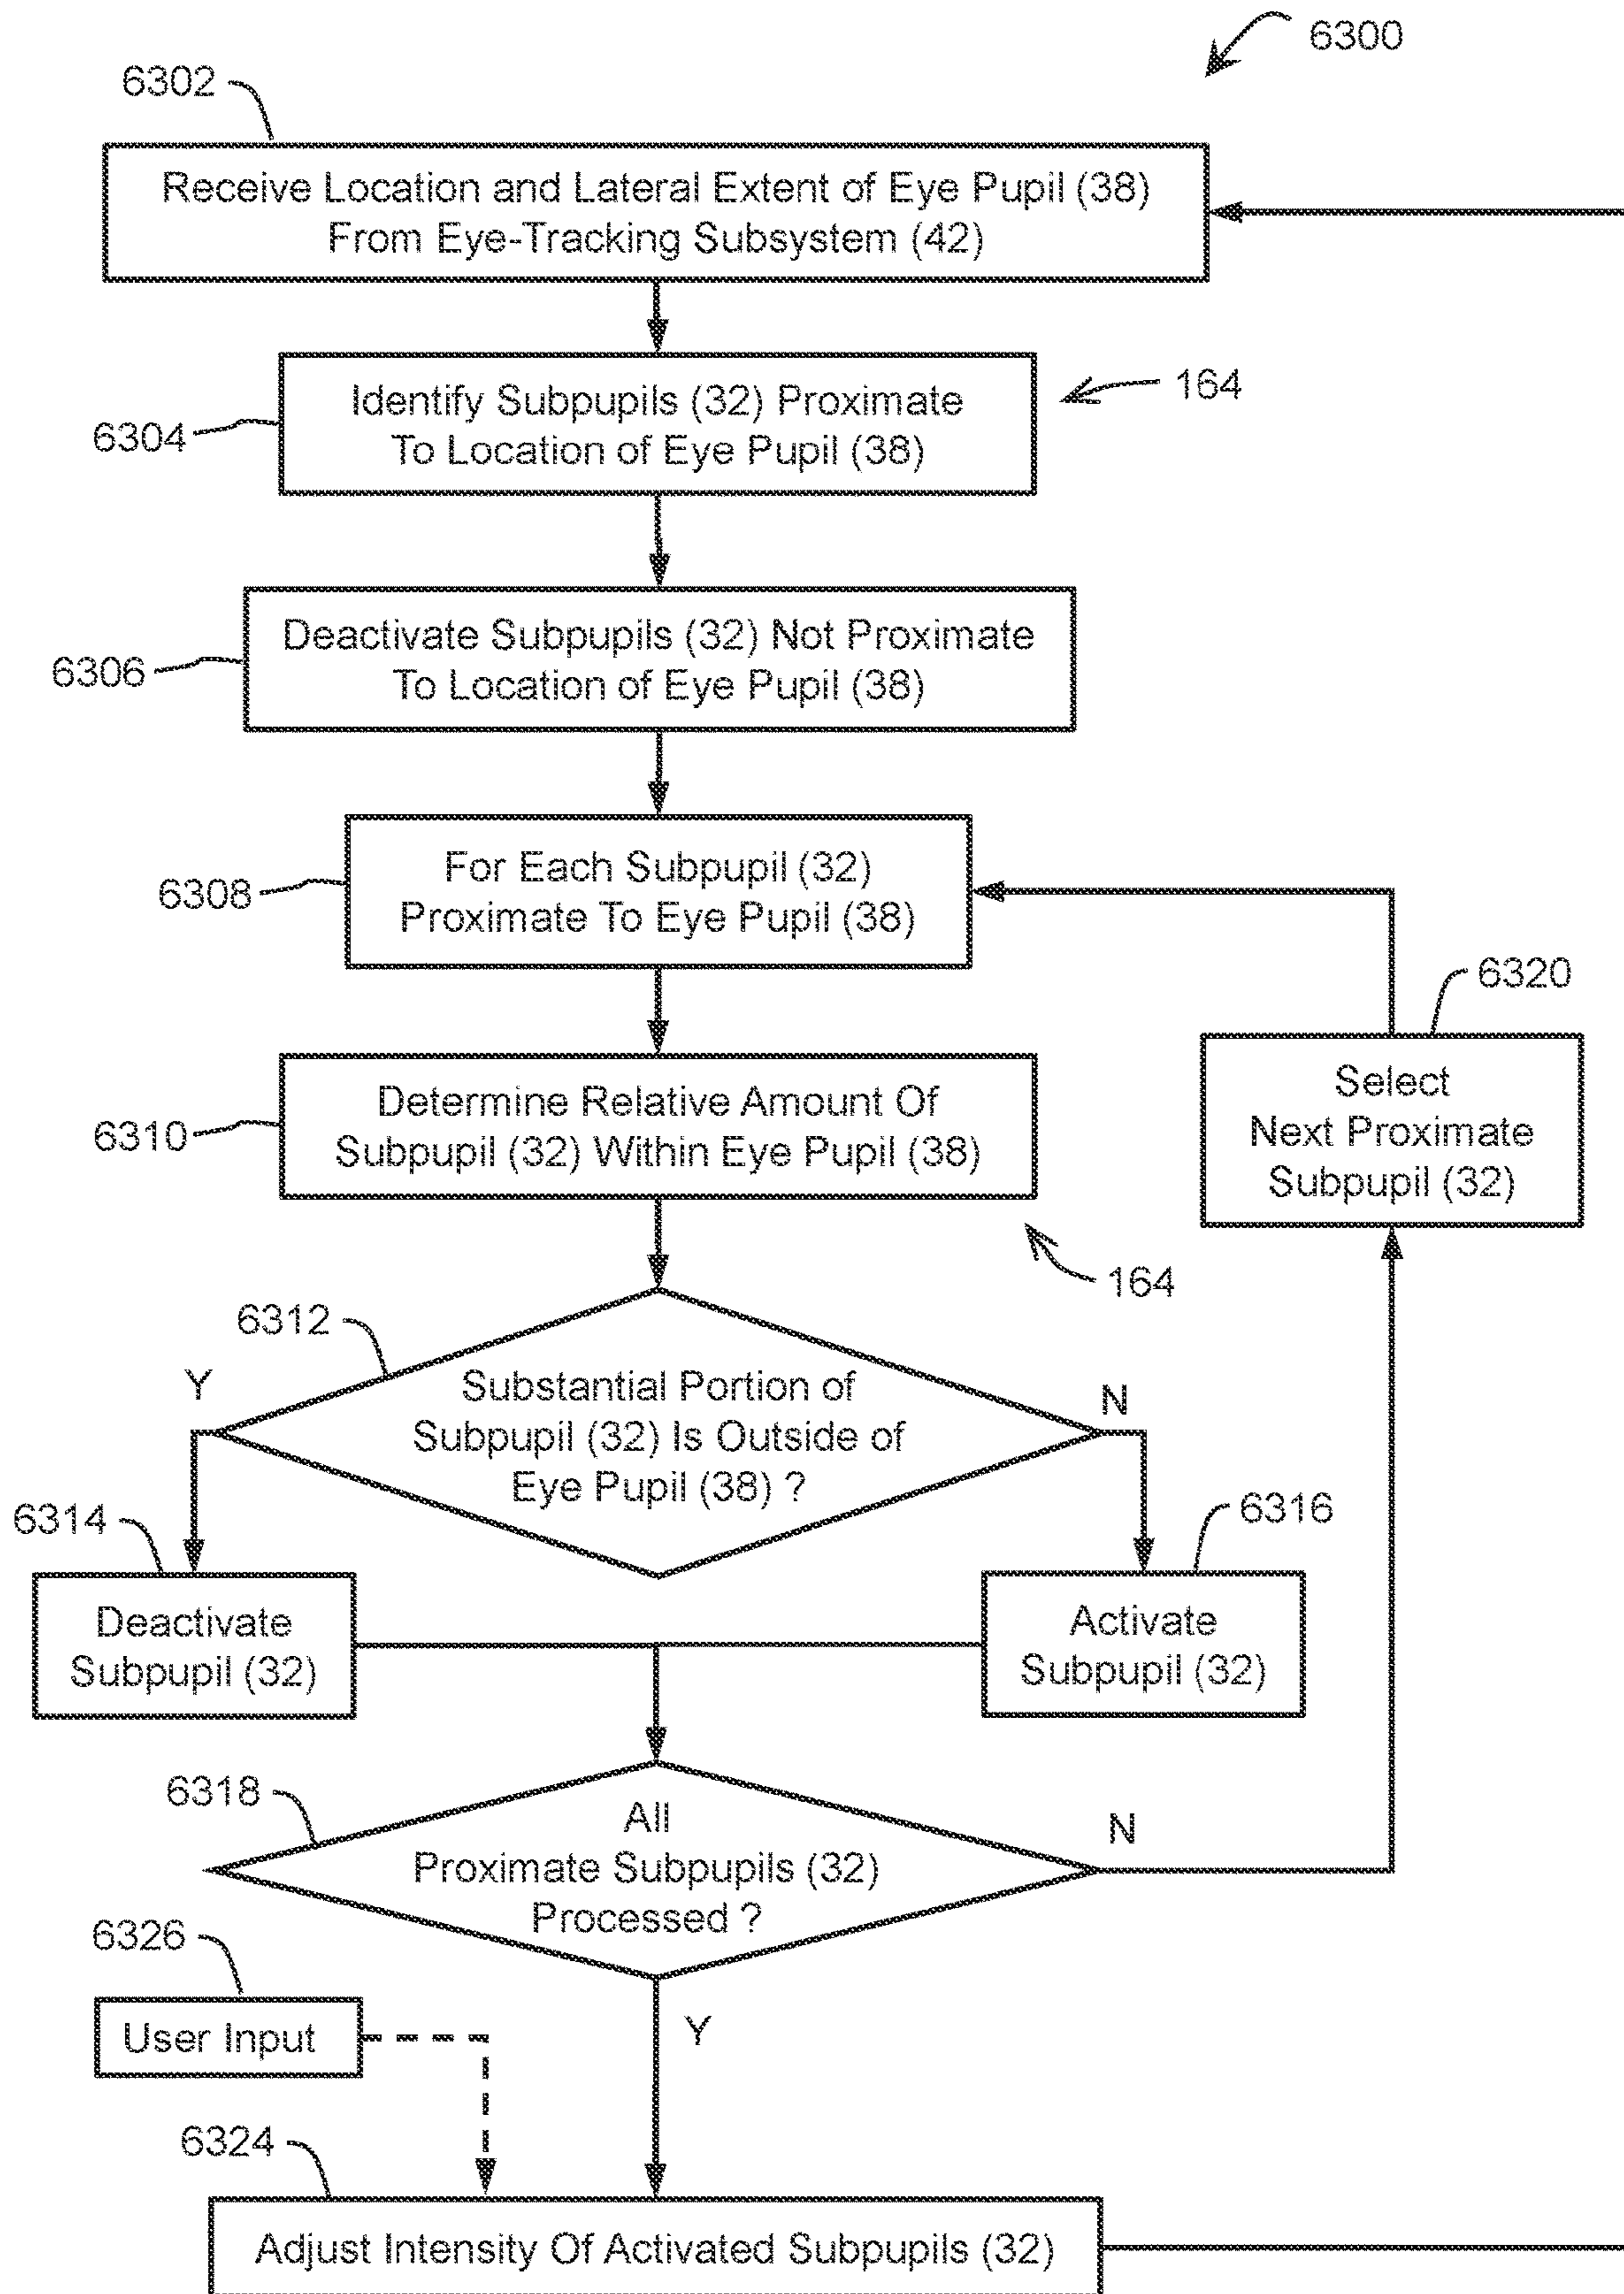 6300
6302
Receive Location and Lateral Extent of Eye Pupil (38)
From Eye-Tracking Subsystem (42)
164
Identify Subpupils (32) Proximate
To Location of Eye Pupil (38)
6304
Deactivate Subpupils (32) Not Proximate
To Location of Eye Pupil (38)
6306
For Each Subpupil (32)
Proximate To Eye Pupil (38)
6308
6320
Select
Next Proximate
Subpupil (32)
Determine Relative Amount Of
Subpupil (32) Within Eye Pupil (38)
6310
164
6312
Y
Substantial Portion of
Subpupil (32) Is Outside of
Eye Pupil (38) ?
N
6314
6316
Deactivate
Subpupil (32)
Activate
Subpupil (32)
6318
All
Proximate Subpupils (32)
Processed ?
N
6326
User Input
Y
6324
Adjust Intensity Of Activated Subpupils (32)